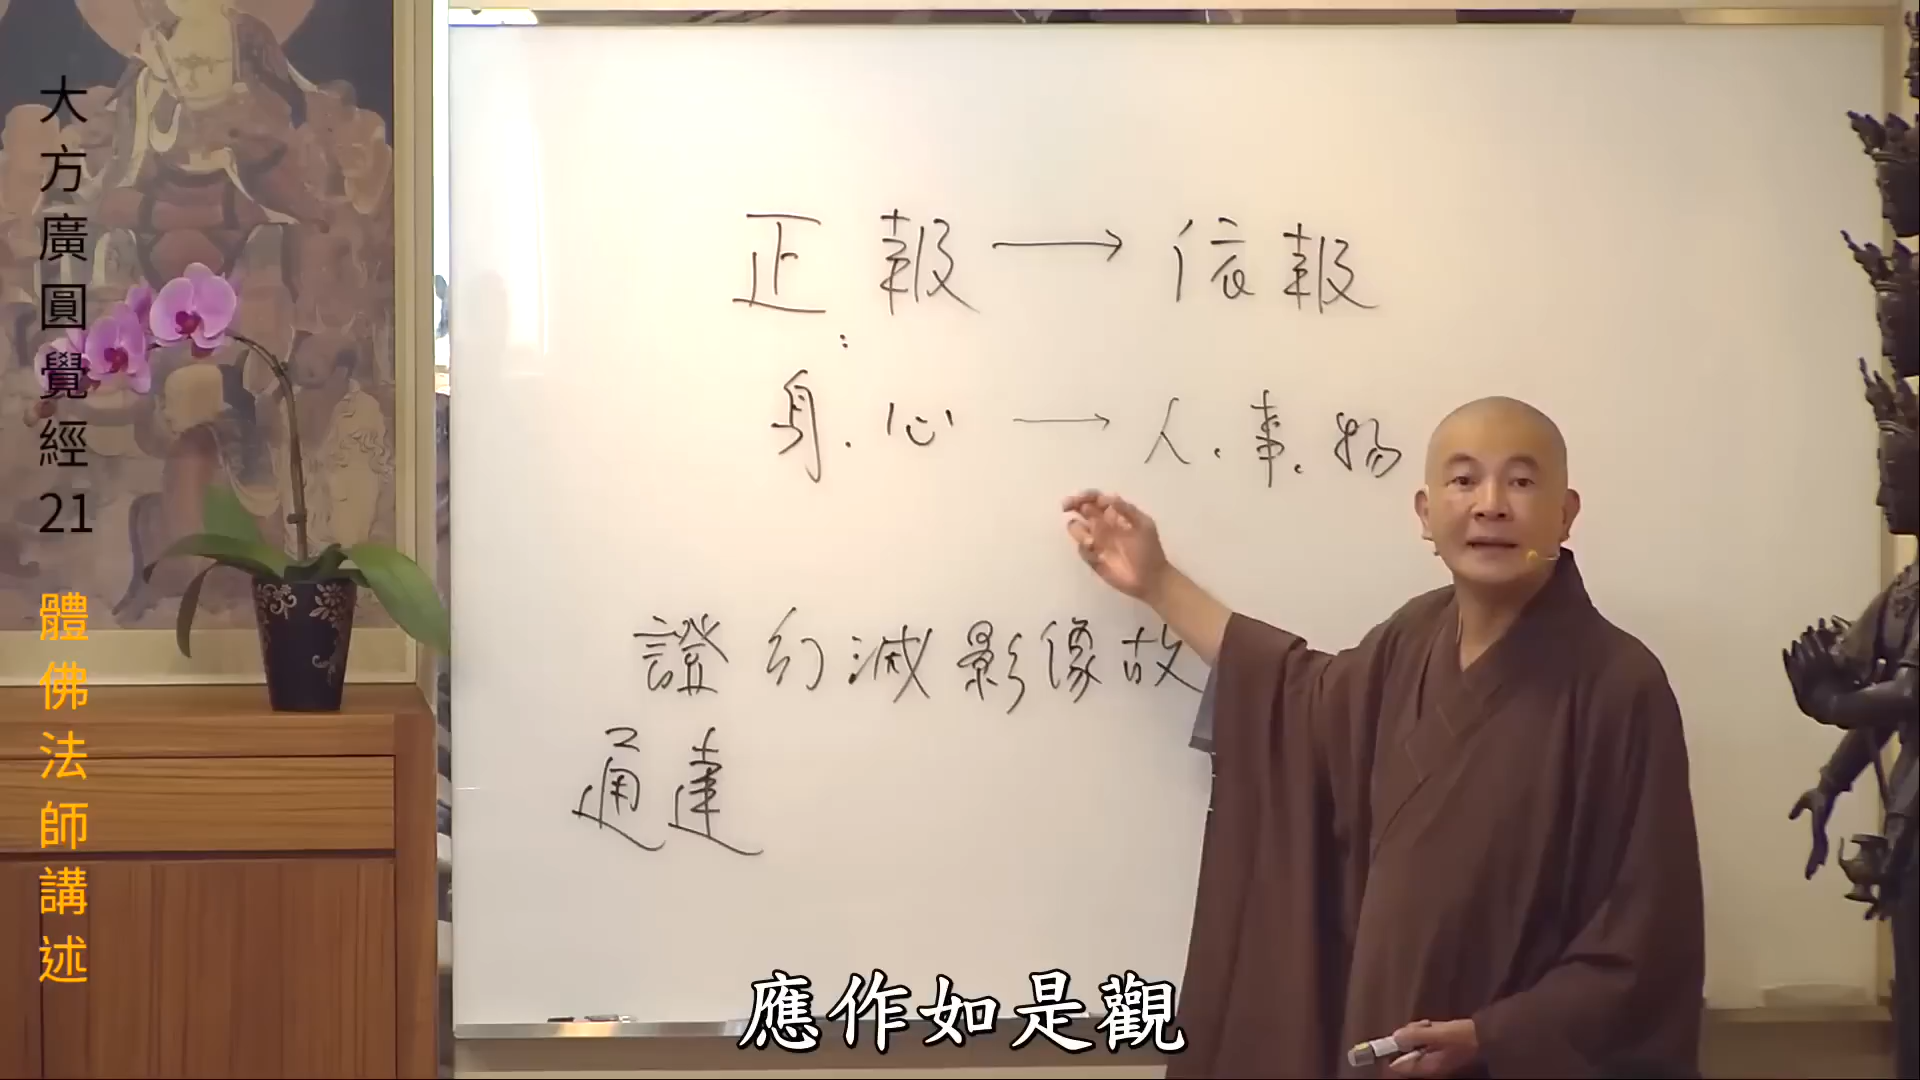 大方廣圓覺經21 體佛法師講述
正報→依報
身.心→人.事.物
證幻滅影像故
通達
應作如是觀